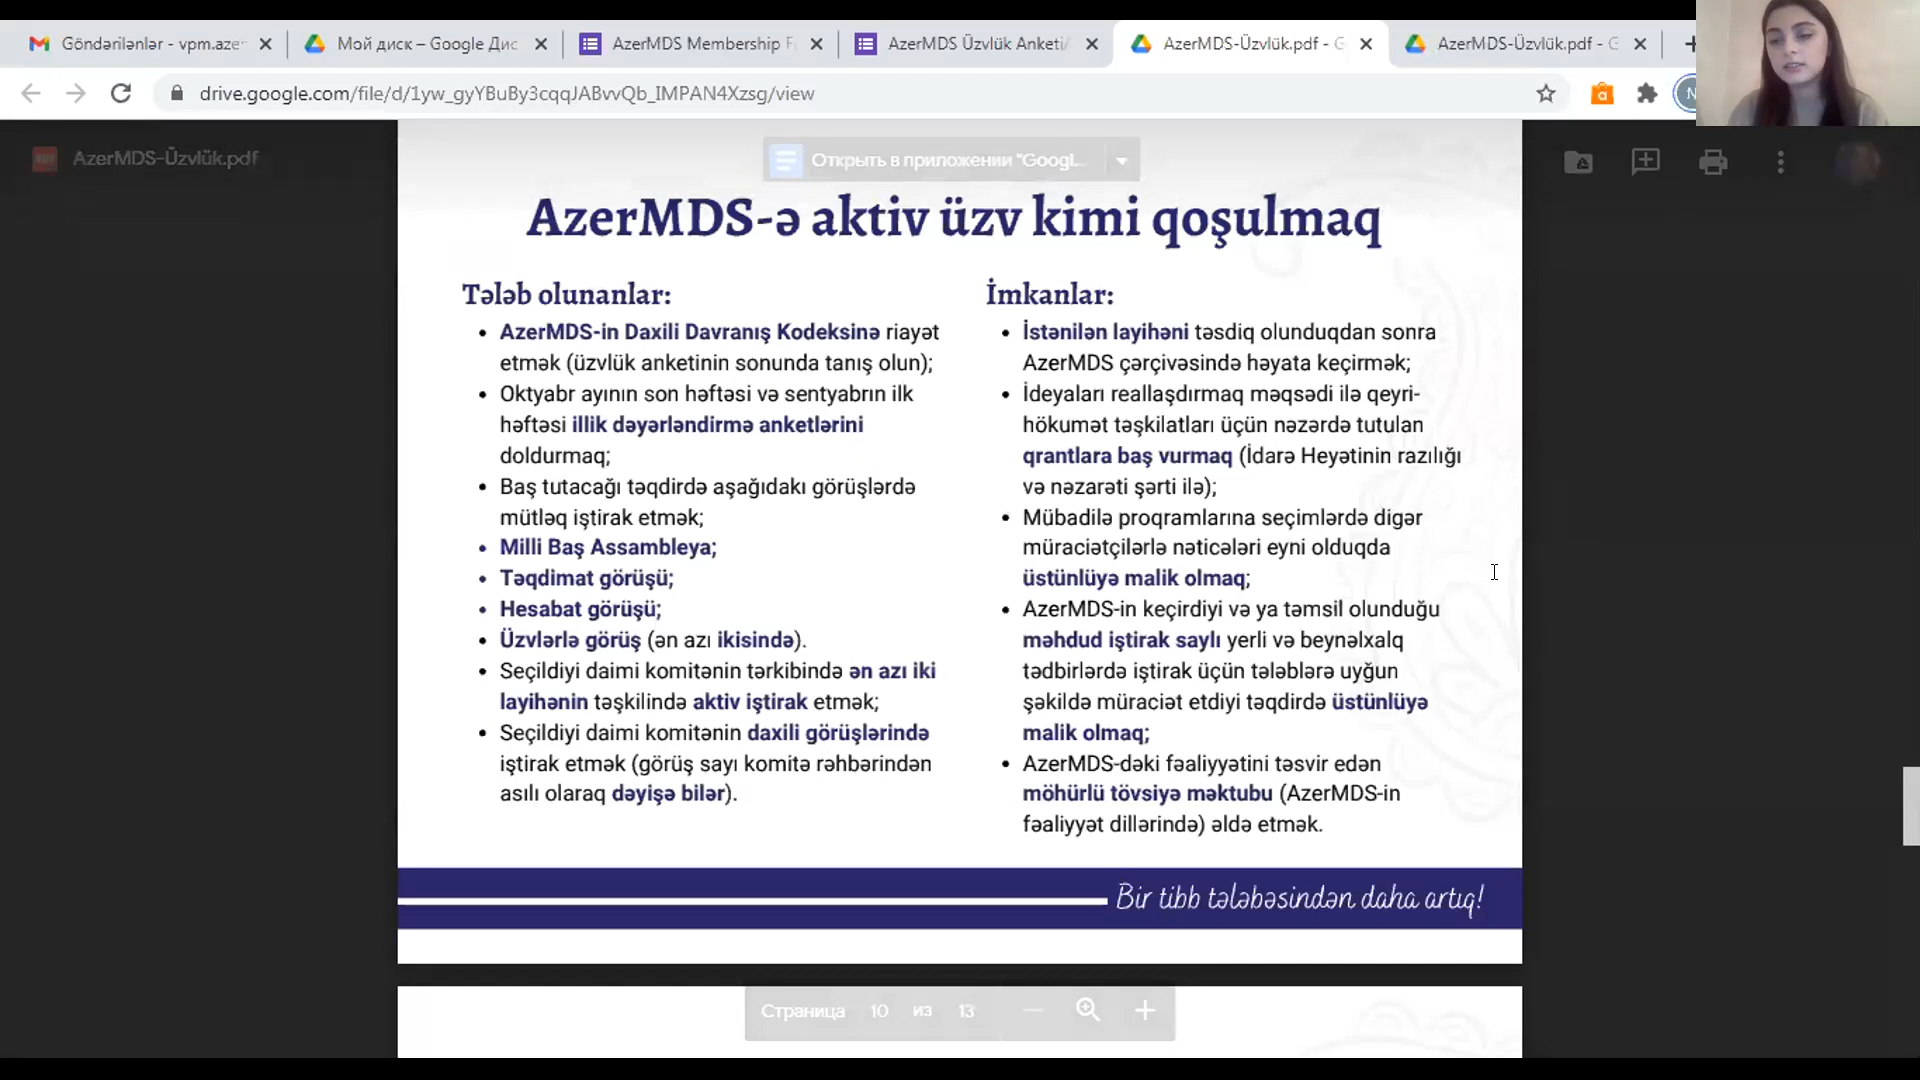 Göndərilənlər - vpm.azer
Мой диск – Google Дис
AzerMDS Membership F
AzerMDS Üzvlük Anketi/
AzerMDS-Üzvlük.pdf - G
AzerMDS-Üzvlük.pdf - G
drive.google.com/file/d/1yw_gyYBuBy3cqqJABvvQb_IMPAN4Xzsg/view
N
AzerMDS-Üzvlük.pdf
Открыть в приложении "Googl...
AzerMDS-ə aktiv üzv kimi qoşulmaq
Tələb olunanlar:
• AzerMDS-in Daxili Davranış Kodeksinə riayət
etmək (üzvlük anketinin sonunda tanış olun);
• Oktyabr ayının son həftəsi və sentyabrın ilk
həftəsi illik dəyərləndirmə anketlərini
doldurmaq;
• Baş tutacağı təqdirdə aşağıdakı görüşlərdə
mütləq iştirak etmək;
• Milli Baş Assambleya;
• Təqdimat görüşü;
• Hesabat görüşü;
• Üzvlərlə görüş (ən azı ikisində).
• Seçildiyi daimi komitənin tərkibində ən azı iki
layihənin təşkilində aktiv iştirak etmək;
• Seçildiyi daimi komitənin daxili görüşlərində
iştirak etmək (görüş sayı komitə rəhbərindən
asılı olaraq dəyişə bilər).
İmkanlar:
• İstənilən layihəni təsdiq olunduqdan sonra
AzerMDS çərçivəsində həyata keçirmək;
• İdeyaları reallaşdırmaq məqsədi ilə qeyri-
hökumət təşkilatları üçün nəzərdə tutulan
qrantlara baş vurmaq (İdarə Heyətinin razılığı
və nəzarəti şərti ilə);
• Mübadilə proqramlarına seçimlərdə digər
müraciətçilərlə nəticələri eyni olduqda
üstünlüyə malik olmaq;
• AzerMDS-in keçirdiyi və ya təmsil olunduğu
məhdud iştirak saylı yerli və beynəlxalq
tədbirlərdə iştirak üçün tələblərə uyğun
şəkildə müraciət etdiyi təqdirdə üstünlüyə
malik olmaq;
• AzerMDS-dəki fəaliyyətini təsvir edən
möhürlü tövsiyə məktubu (AzerMDS-in
fəaliyyət dillərində) əldə etmək.
Bir tibb tələbəsindən daha artıq!
Страница 10 из 13